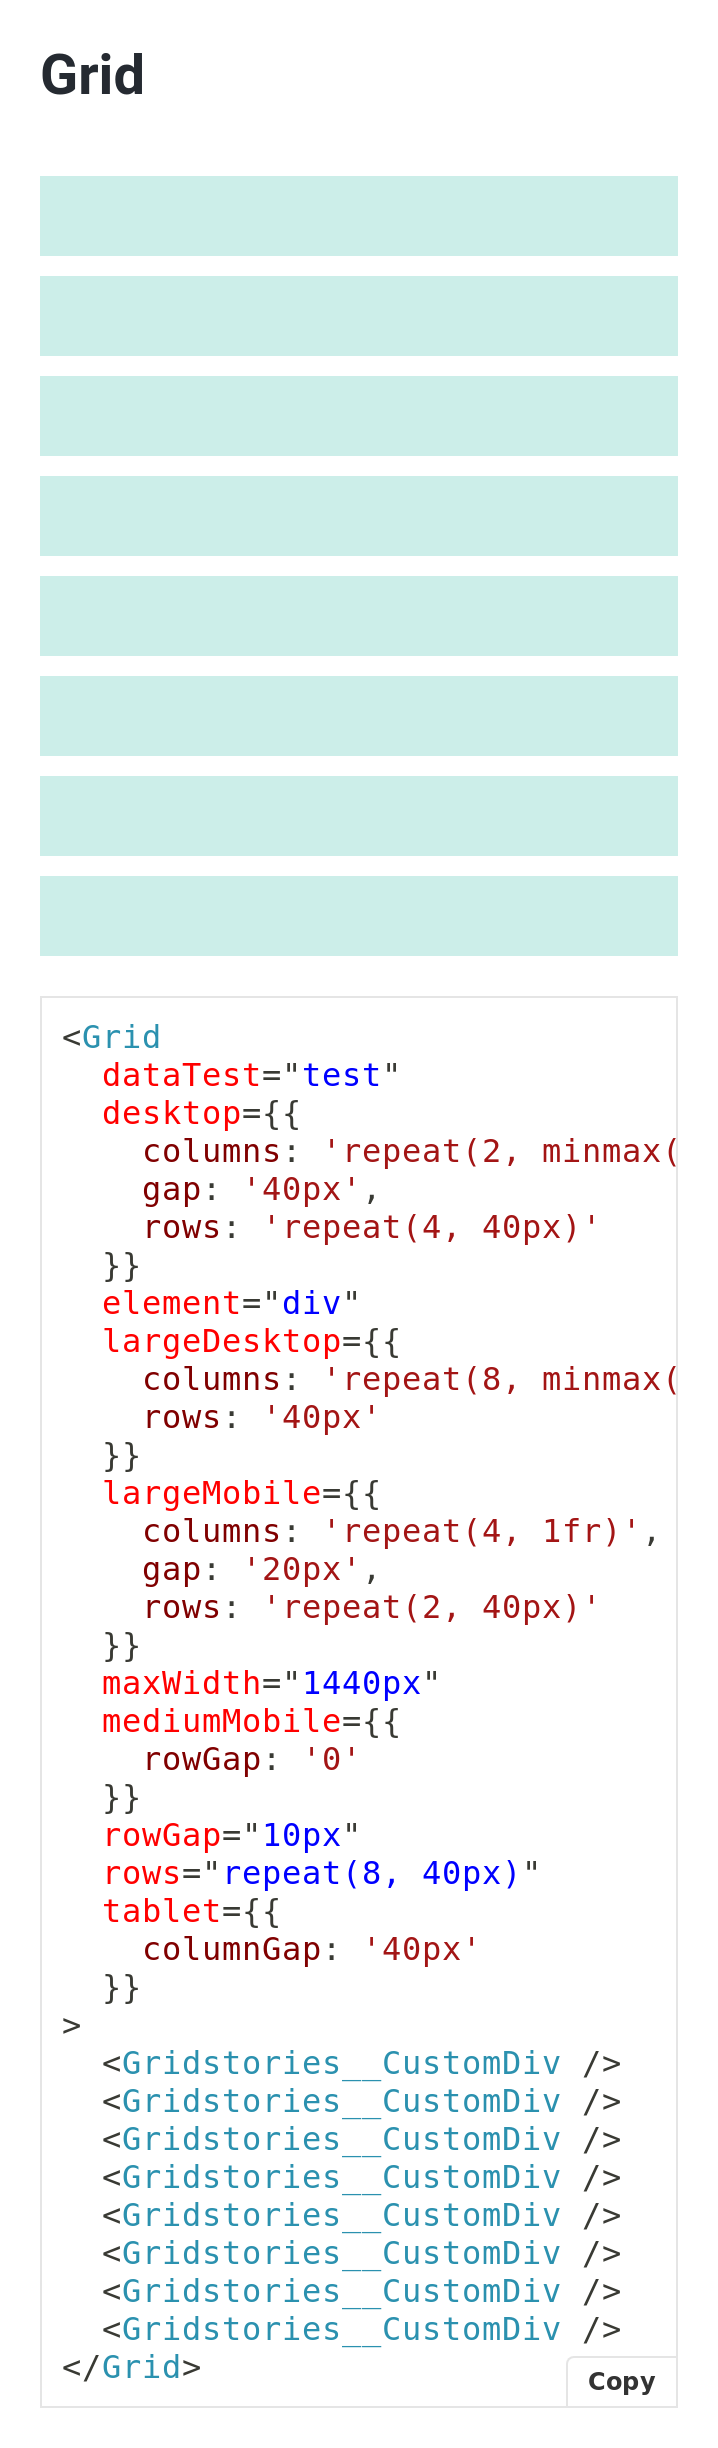 Grid
<Grid
  dataTest="test"
  desktop={{
    columns: 'repeat(2, minmax(
    gap: '40px',
    rows: 'repeat(4, 40px)'
  }}
  element="div"
  largeDesktop={{
    columns: 'repeat(8, minmax(
    rows: '40px'
  }}
  largeMobile={{
    columns: 'repeat(4, 1fr)',
    gap: '20px',
    rows: 'repeat(2, 40px)'
  }}
  maxWidth="1440px"
  mediumMobile={{
    rowGap: '0'
  }}
  rowGap="10px"
  rows="repeat(8, 40px)"
  tablet={{
    columnGap: '40px'
  }}
>
  <Gridstories__CustomDiv />
  <Gridstories__CustomDiv />
  <Gridstories__CustomDiv />
  <Gridstories__CustomDiv />
  <Gridstories__CustomDiv />
  <Gridstories__CustomDiv />
  <Gridstories__CustomDiv />
  <Gridstories__CustomDiv />
</Grid>
Copy